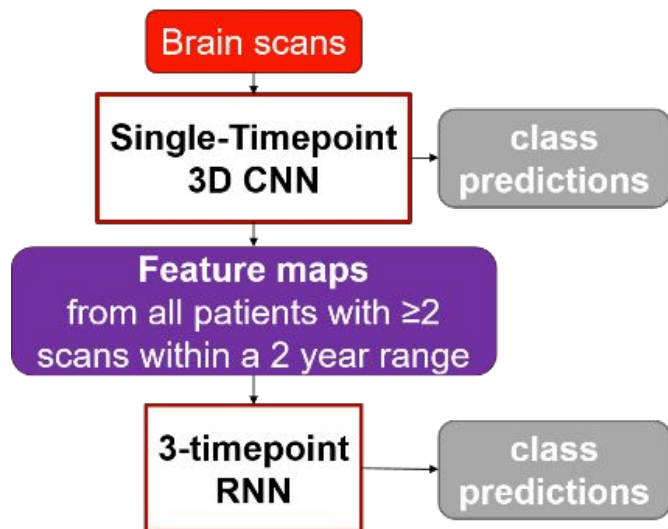 Brain scans
Single-Timepoint
3D CNN
class
predictions
Feature maps
from all patients with ≥2
scans within a 2 year range
3-timepoint
RNN
class
predictions